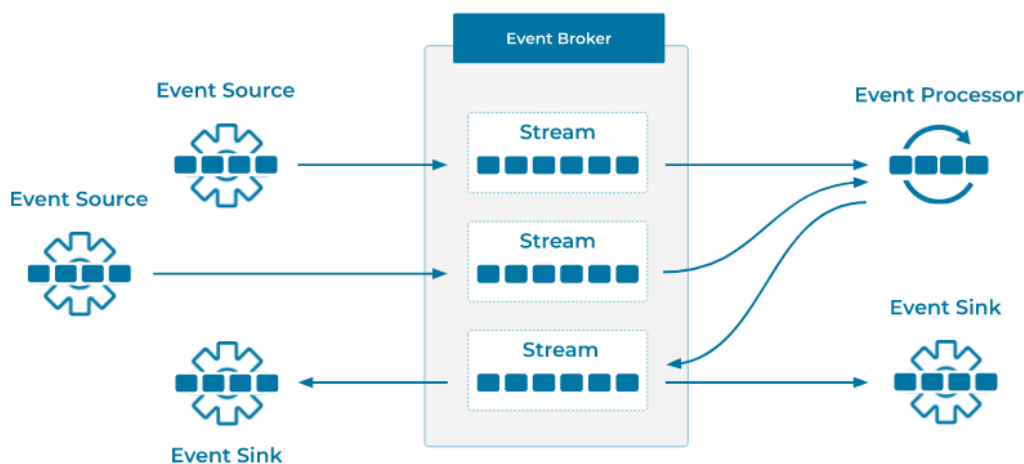 Event Broker
Event Source
Stream
Event Processor
Event Source
Stream
Event Sink
Stream
Event Sink